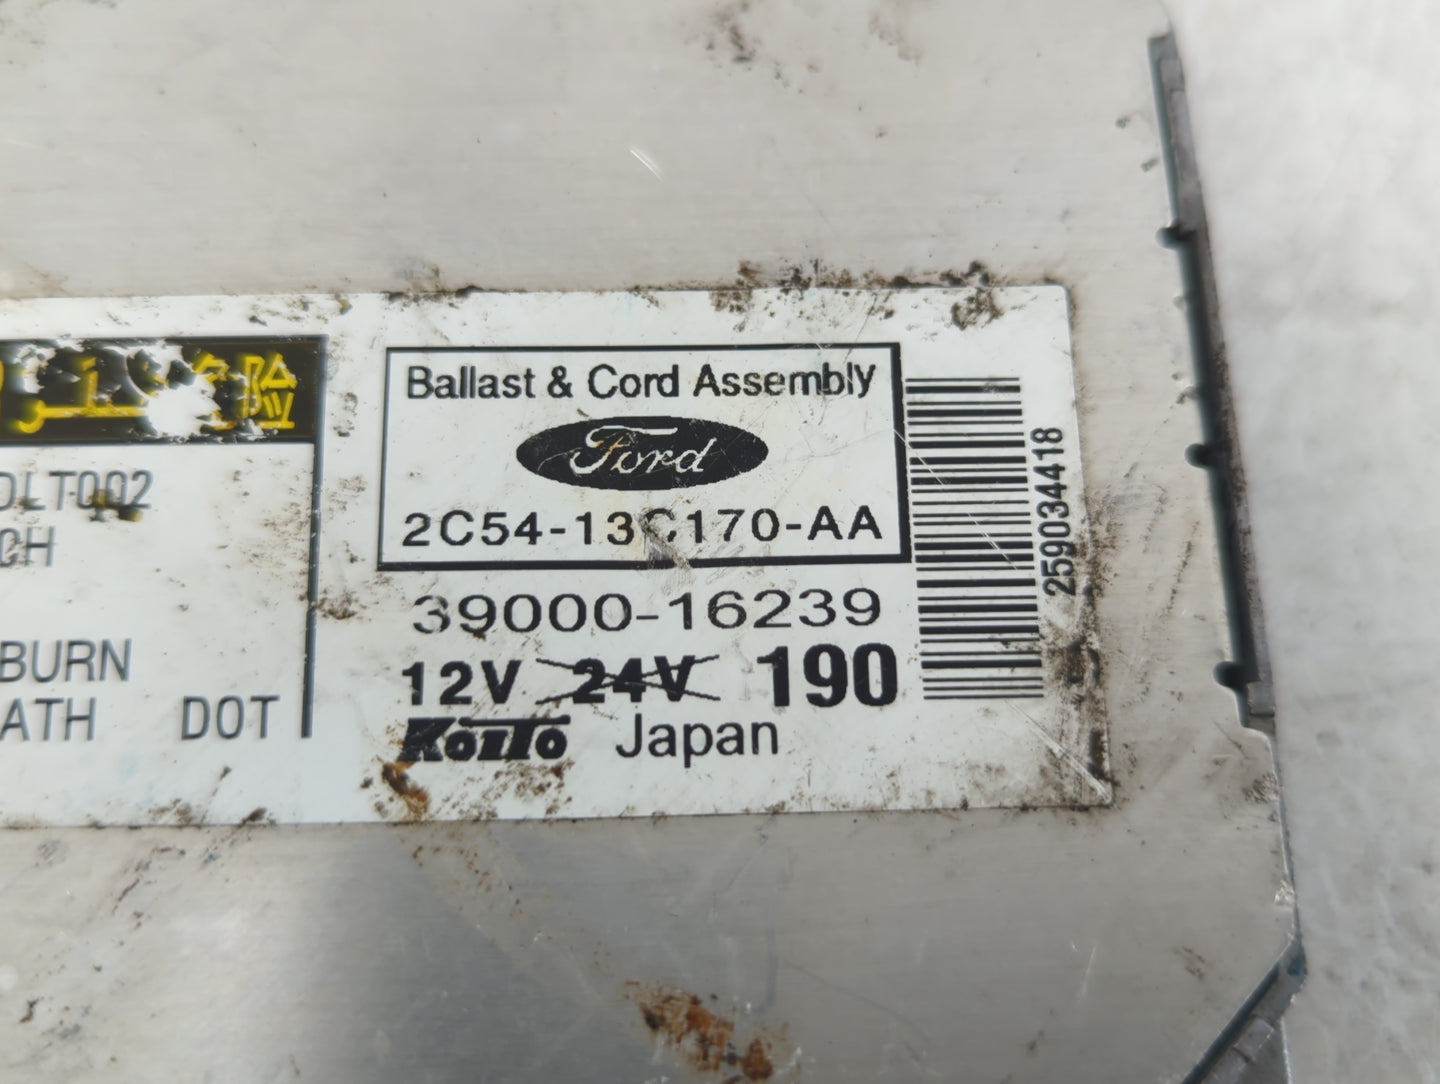 险
DLT002
CH
BURN
ATH DOT
Ballast & Cord Assembly
Ford
2C54-13C170-AA
39000-16239
12V 24V 190
KOITO Japan
259034418